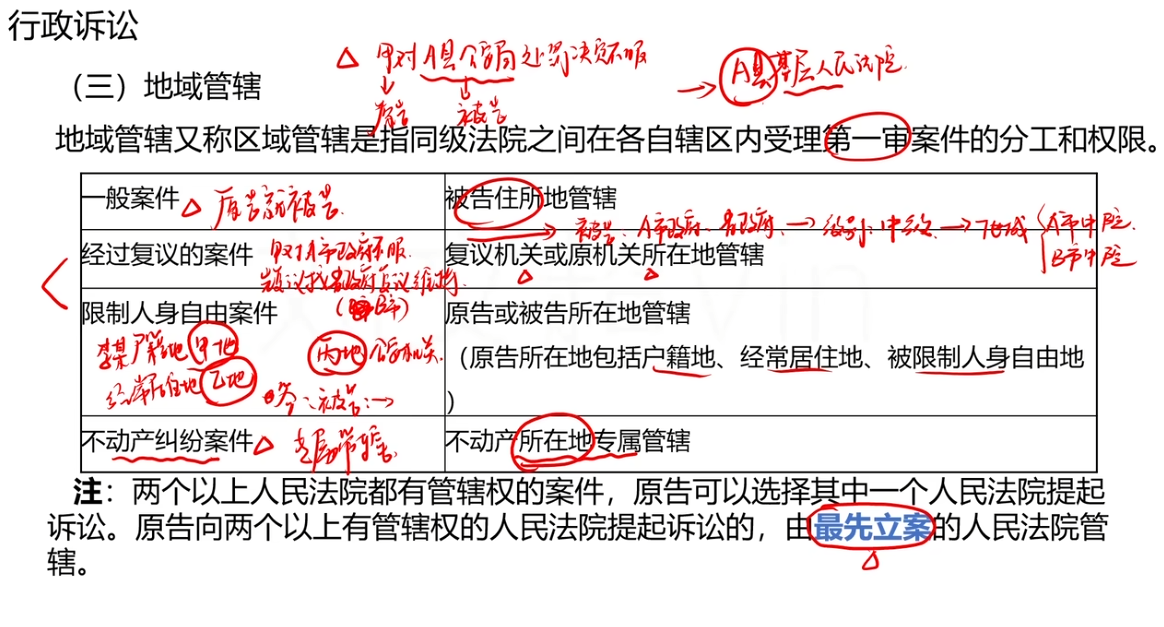 行政诉讼
△ 甲对A县公安局处罚决定不服
（三）地域管辖
原告 被告
→ A县基层人民法院
地域管辖又称区域管辖是指同级法院之间在各自辖区内受理第一审案件的分工和权限。
一般案件 △ 原告就被告 被告住所地管辖
被告：A市政府、省政府 → 级别：中院 → 地域 A市中院
B市中院
经过复议的案件 甲对A市政府不服 复议机关或原机关所在地管辖
限制人身自由案件 (B市) 原告或被告所在地管辖
李某户籍地甲地 丙地公安机关 （原告所在地包括户籍地、经常居住地、被限制人身自由地
经常居住地乙地 被告：→ ）
不动产纠纷案件 △ 不动产所在地专属管辖
注：两个以上人民法院都有管辖权的案件，原告可以选择其中一个人民法院提起
诉讼。原告向两个以上有管辖权的人民法院提起诉讼的，由最先立案的人民法院管
辖。